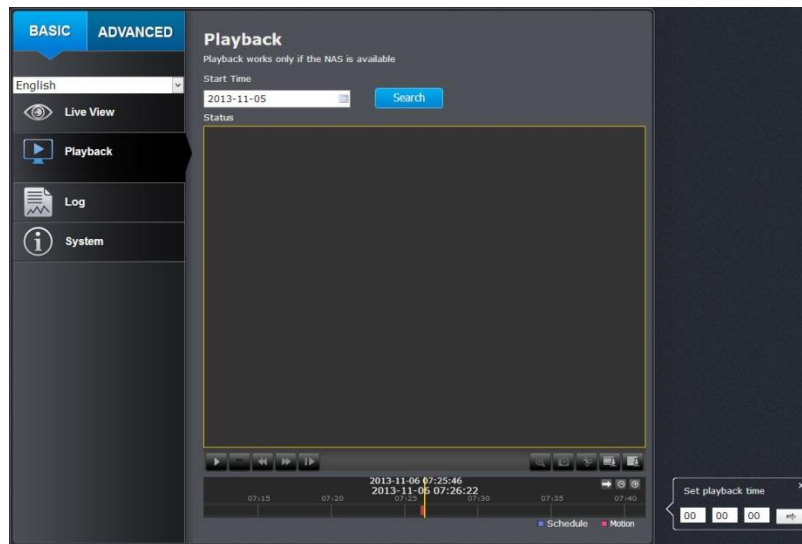 BASIC ADVANCED
English
Live View
Playback
Log
System
Playback
Playback works only if the NAS is available
Start Time
2013-11-05 Search
Status
2013-11-06 07:25:46
2013-11-06 07:26:22
07:15 07:20 07:25 07:30 07:35 07:40
Schedule Motion
Set playback time ×
00 00 00